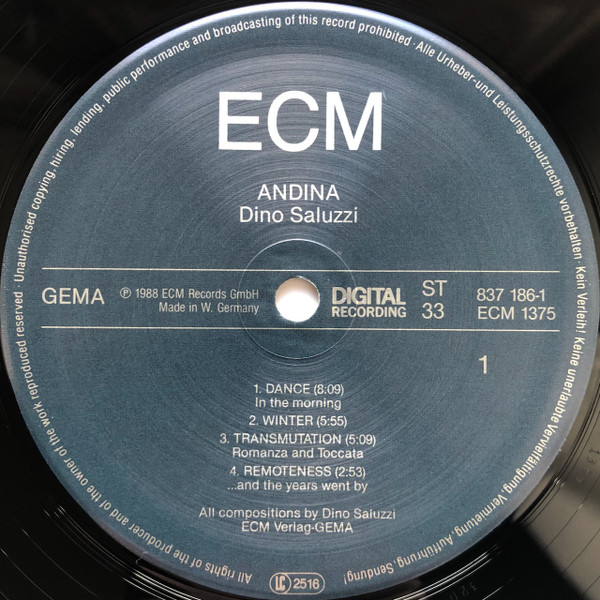 All rights of the producer and of the owner of the work reproduced reserved · Unauthorised copying, hiring, lending, public performance and broadcasting of this record prohibited · Alle Urheber-und Leistungsschutzrechte vorbehalten · Kein Verleih! Keine unerlaubte Vervielfältigung, Vermietung, Aufführung, Sendung!
ECM
ANDINA
Dino Saluzzi
GEMA
℗ 1988 ECM Records GmbH
Made in W. Germany
DIGITAL
RECORDING
ST
33
837 186-1
ECM 1375
1
1. DANCE (8:09)
In the morning
2. WINTER (5:55)
3. TRANSMUTATION (5:09)
Romanza and Toccata
4. REMOTENESS (2:53)
...and the years went by
All compositions by Dino Saluzzi
ECM Verlag-GEMA
LC 2516